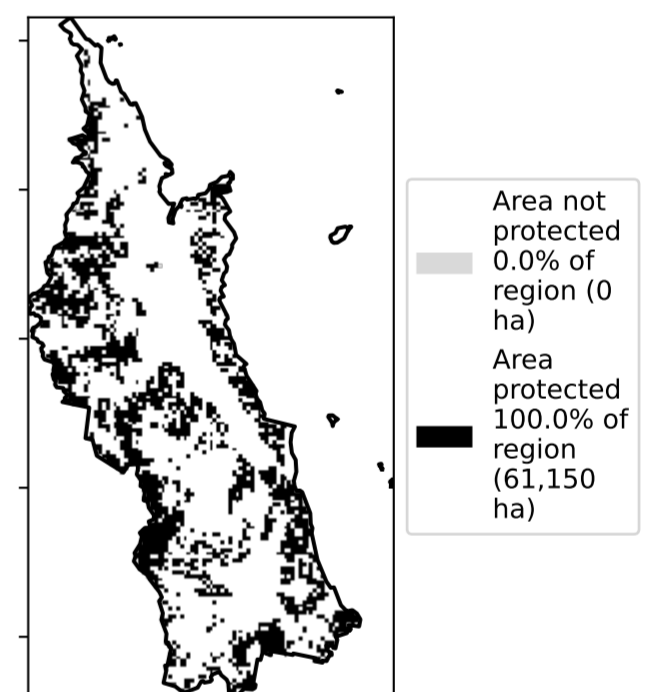 Area not
protected
0.0% of
region (0
ha)
Area
protected
100.0% of
region
(61,150
ha)